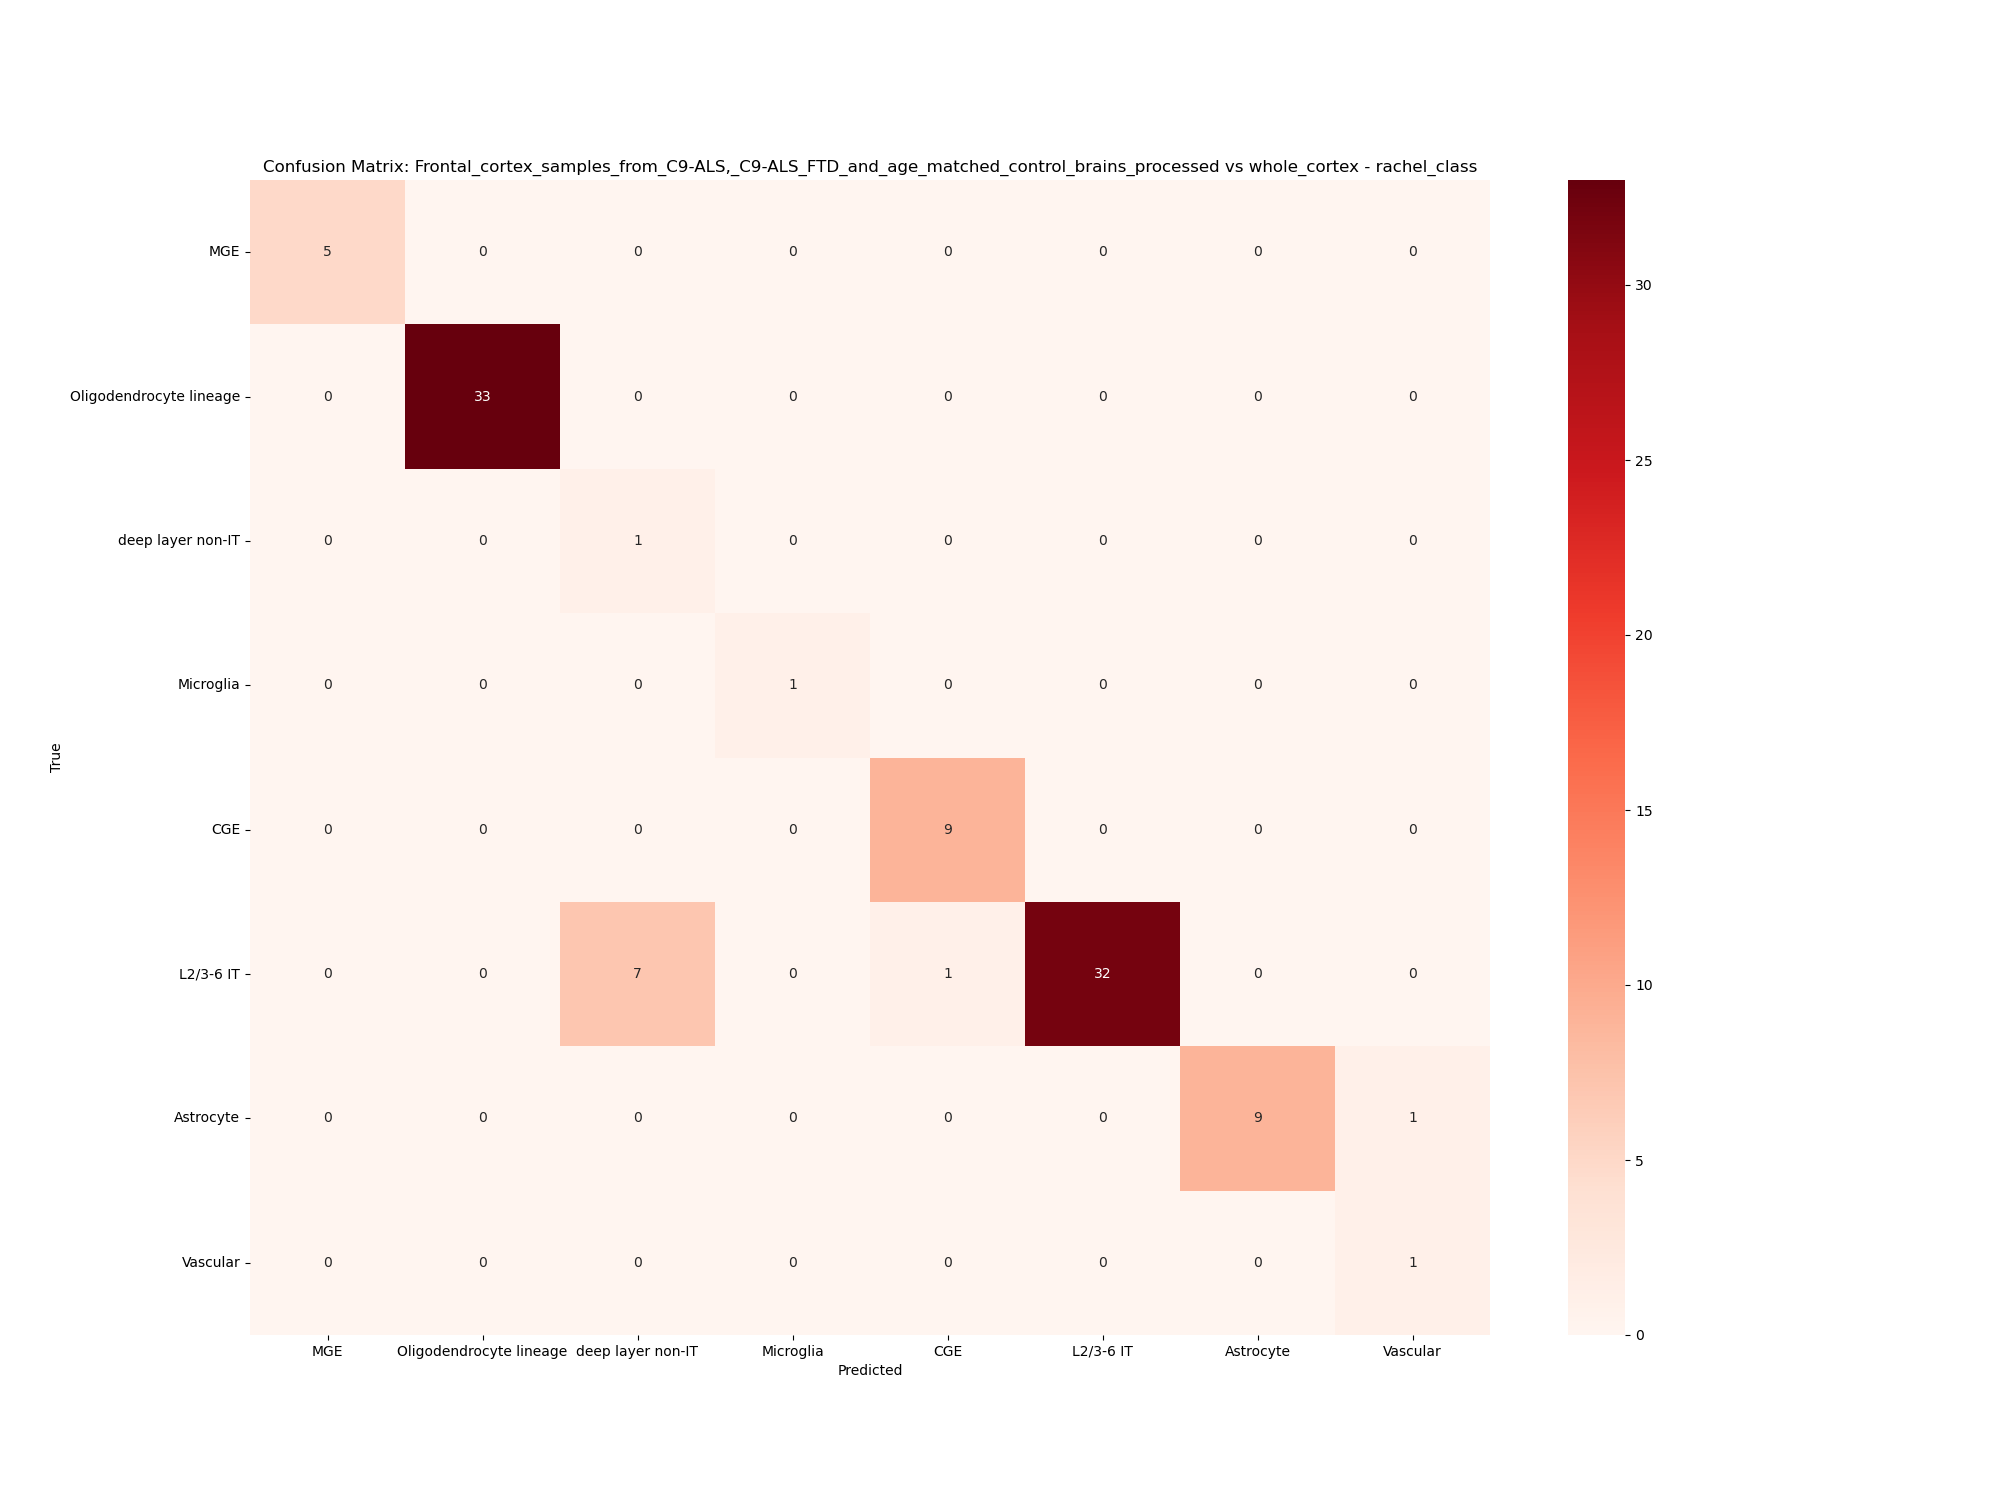 Confusion Matrix: Frontal_cortex_samples_from_C9-ALS,_C9-ALS_FTD_and_age_matched_control_brains_processed vs whole_cortex - rachel_class
MGE 5 0 0 0 0 0 0 0
Oligodendrocyte lineage 0 33 0 0 0 0 0 0
deep layer non-IT 0 0 1 0 0 0 0 0
Microglia 0 0 0 1 0 0 0 0
CGE 0 0 0 0 9 0 0 0
L2/3-6 IT 0 0 7 0 1 32 0 0
Astrocyte 0 0 0 0 0 0 9 1
Vascular 0 0 0 0 0 0 0 1
True
MGE Oligodendrocyte lineage deep layer non-IT Microglia CGE L2/3-6 IT Astrocyte Vascular
Predicted
30
25
20
15
10
5
0